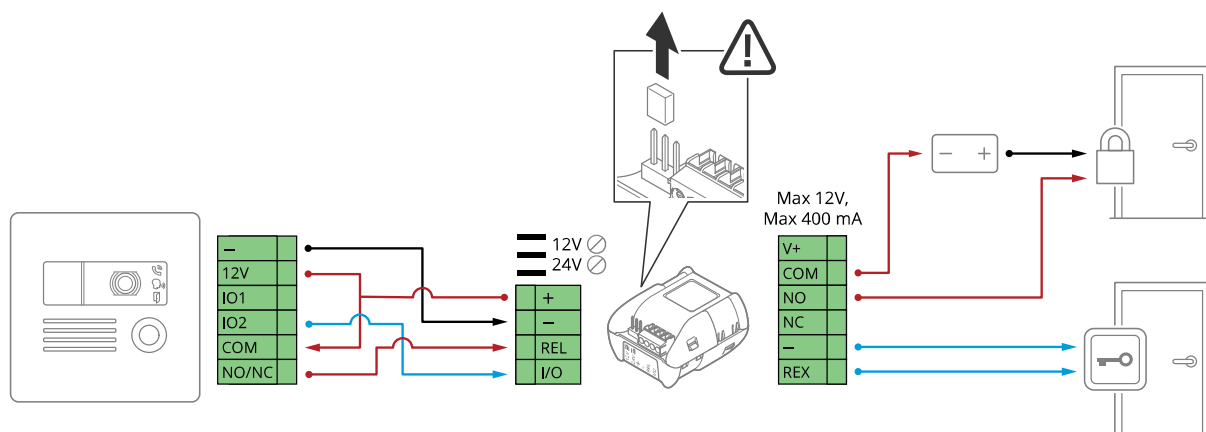 –
12V
IO1
IO2
COM
NO/NC
12V
24V
+
–
REL
I/O
– +
Max 12V,
Max 400 mA
V+
COM
NO
NC
–
REX